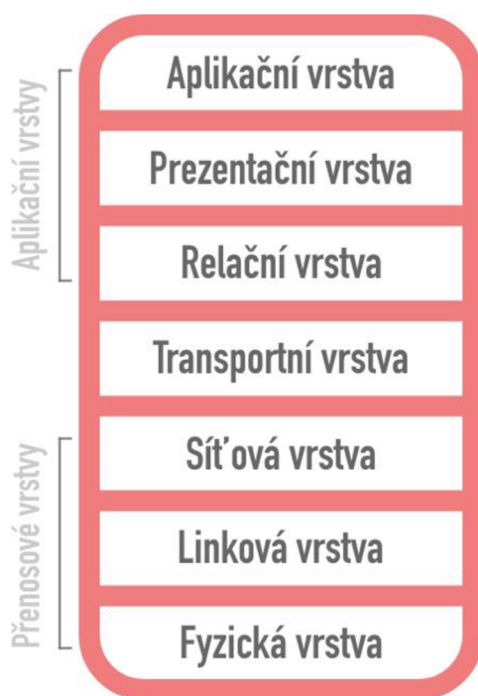 Aplikační vrstvy
Aplikační vrstva
Prezentační vrstva
Relační vrstva
Transportní vrstva
Přenosové vrstvy
Síťová vrstva
Linková vrstva
Fyzická vrstva